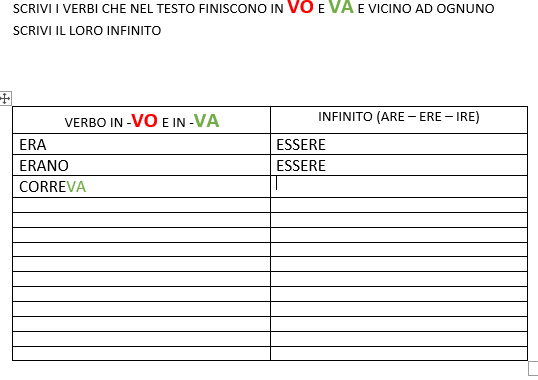 SCRIVI I VERBI CHE NEL TESTO FINISCONO IN VO E VA E VICINO AD OGNUNO
SCRIVI IL LORO INFINITO
VERBO IN -VO E IN -VA INFINITO (ARE – ERE – IRE)
ERA ESSERE
ERANO ESSERE
CORREVA